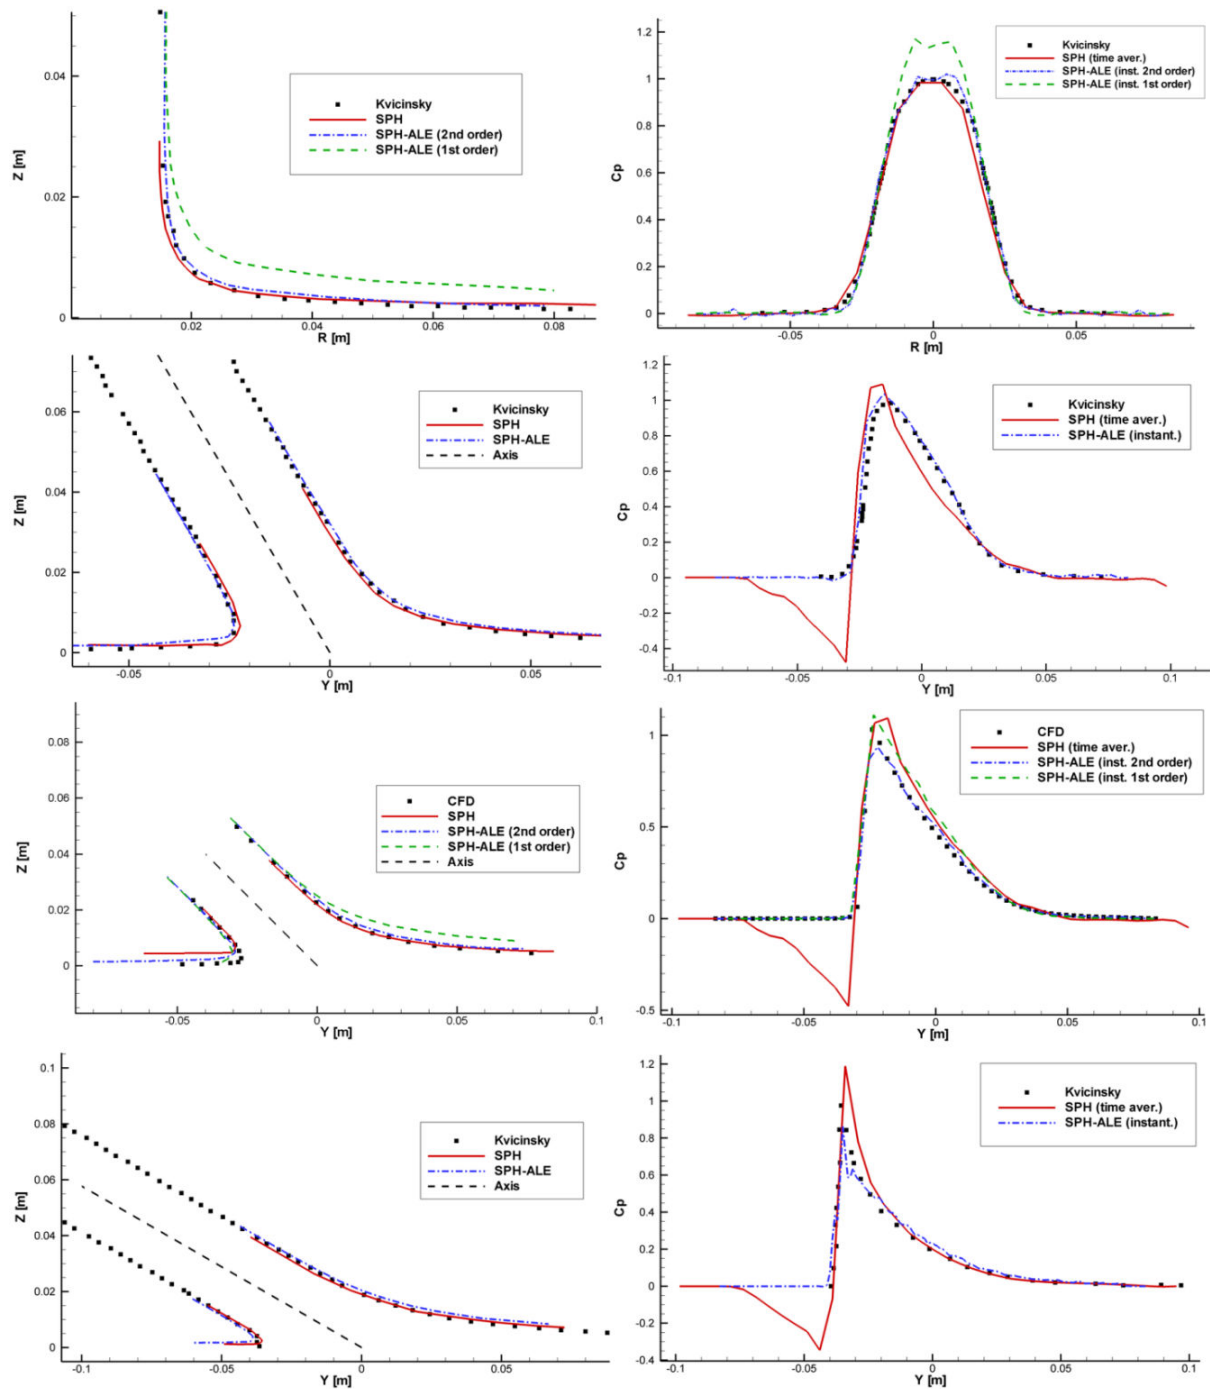 Z [m]
0.04
0.02
0
0.02
0.04
0.06
0.08
R [m]
Kvicinsky
SPH
SPH-ALE (2nd order)
SPH-ALE (1st order)
Cp
1.2
1
0.8
0.6
0.4
0.2
0
-0.05
0
0.05
R [m]
Kvicinsky
SPH (time aver.)
SPH-ALE (inst. 2nd order)
SPH-ALE (inst. 1st order)
Z [m]
0.06
0.04
0.02
0
-0.05
0
0.05
Y [m]
Kvicinsky
SPH
SPH-ALE
Axis
Cp
1.2
1
0.8
0.6
0.4
0.2
0
-0.2
-0.4
-0.1
-0.05
0
0.05
0.1
Y [m]
Kvicinsky
SPH (time aver.)
SPH-ALE (instant.)
Z [m]
0.08
0.06
0.04
0.02
0
-0.05
0
0.05
0.1
Y [m]
CFD
SPH
SPH-ALE (2nd order)
SPH-ALE (1st order)
Axis
Cp
1
0.5
0
-0.5
-0.1
-0.05
0
0.05
0.1
Y [m]
CFD
SPH (time aver.)
SPH-ALE (inst. 2nd order)
SPH-ALE (inst. 1st order)
Z [m]
0.1
0.08
0.06
0.04
0.02
0
-0.1
-0.05
0
0.05
Y [m]
Kvicinsky
SPH
SPH-ALE
Axis
Cp
1.2
1
0.8
0.6
0.4
0.2
0
-0.2
-0.4
-0.1
-0.05
0
0.05
0.1
Y [m]
Kvicinsky
SPH (time aver.)
SPH-ALE (instant.)